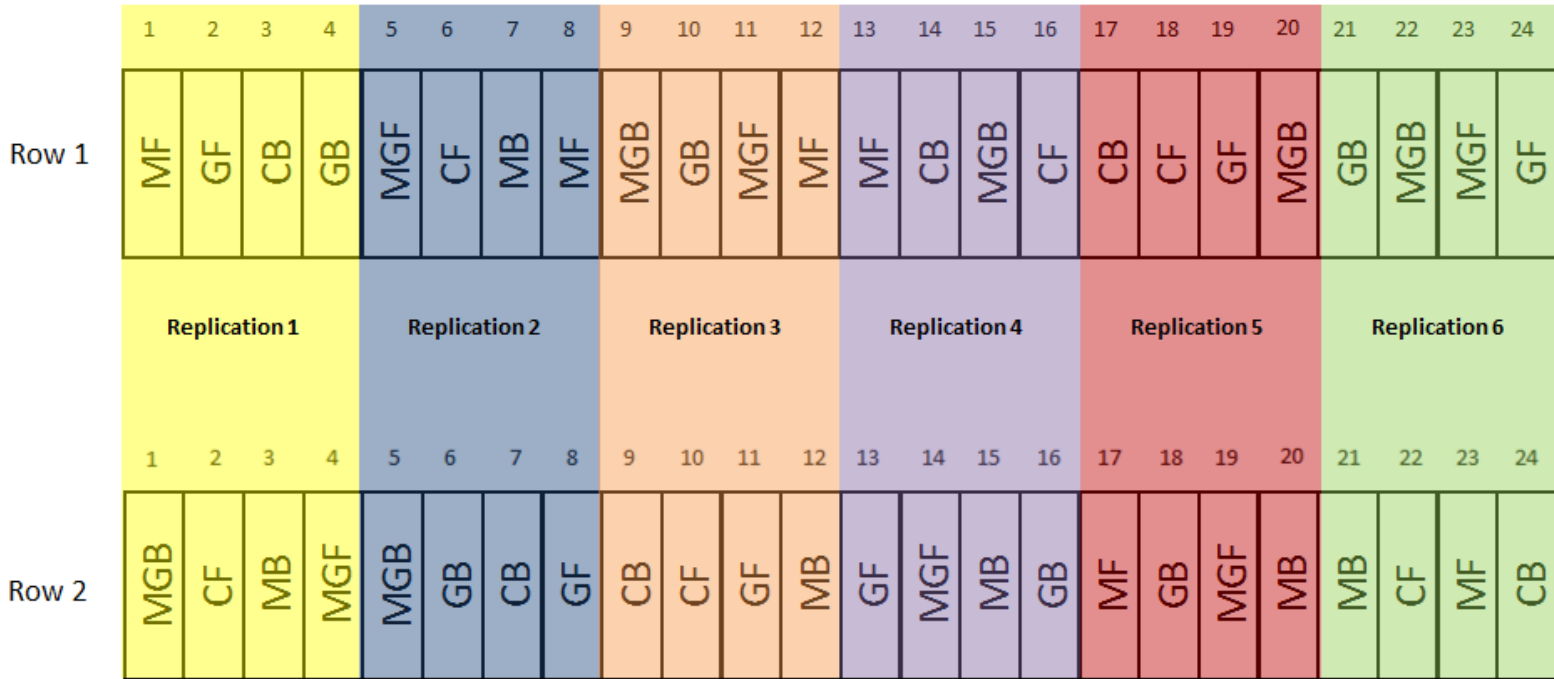 1 2 3 4 5 6 7 8 9 10 11 12 13 14 15 16 17 18 19 20 21 22 23 24
Row 1 MF GF CB GB MGF CF MB MF MGB GB MGF MF MF CB MGB CF CB CF GF MGB GB MGB MGF GF
Replication 1 Replication 2 Replication 3 Replication 4 Replication 5 Replication 6
1 2 3 4 5 6 7 8 9 10 11 12 13 14 15 16 17 18 19 20 21 22 23 24
Row 2 MGB CF MB MGF MGB GB CB GF CB CF GF MB GF MGF MB GB MF GB MGF MB MB CF MF CB